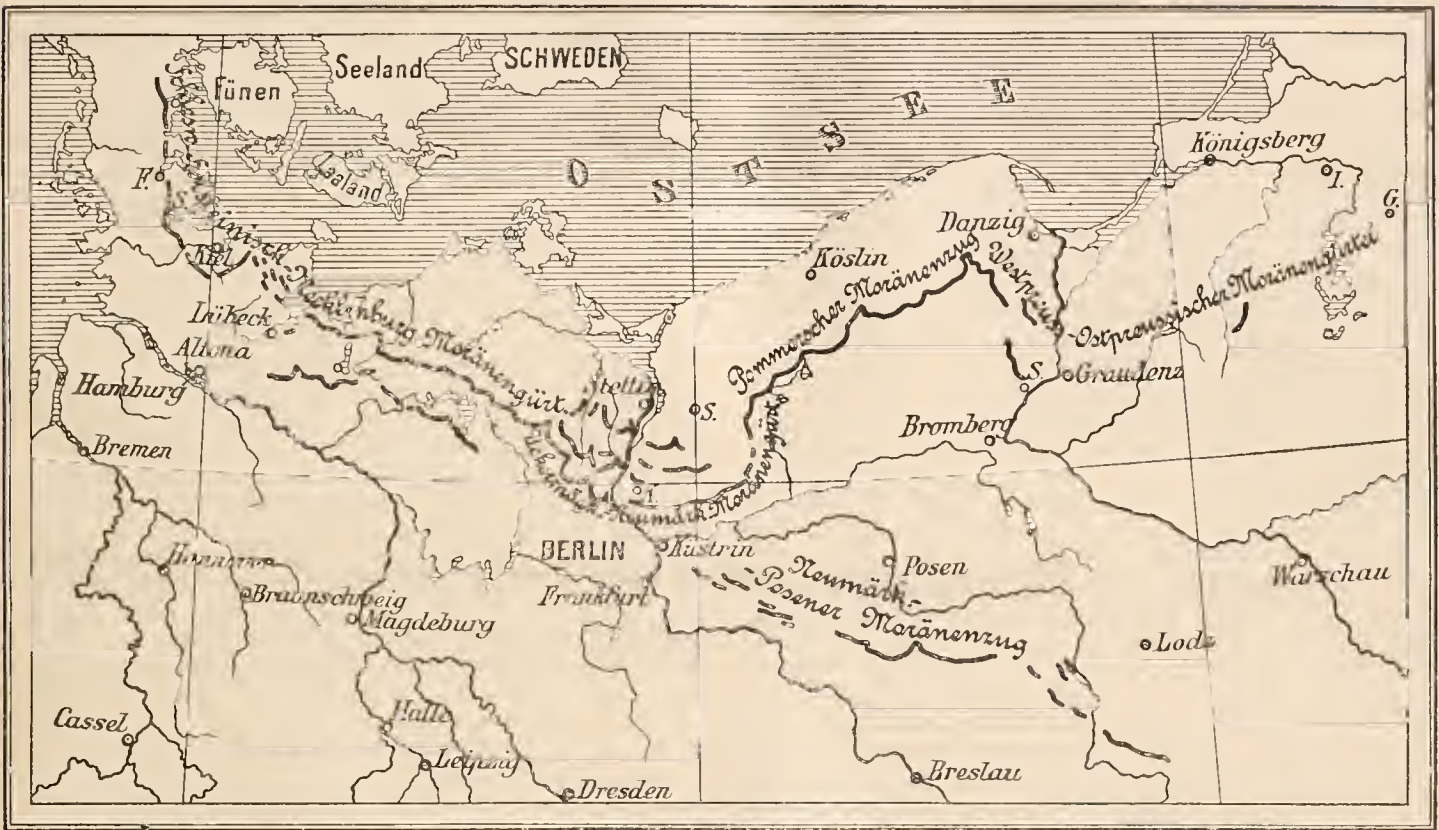 SCHWEDEN
Seeland
Fünen
Laaland
OSTSEE
F.
Kiel
Lübeck
Altona
Hamburg
Bremen
Mecklenburg Moränengürt.
Stettin
S.
Köslin
Pommerscher Moränenzug
Danzig
Westpreuss.
Königsberg
I.
G.
Ostpreussischer Moränengürtel
S.
Graudenz
Bromberg
Neumärk. Moränengürt.
BERLIN
Küstrin
Frankfurt
Neumärk-
Posener Moränenzug
Posen
Warschau
Lodz
Hannover
Braunschweig
Magdeburg
Halle
Leipzig
Cassel
Dresden
Breslau